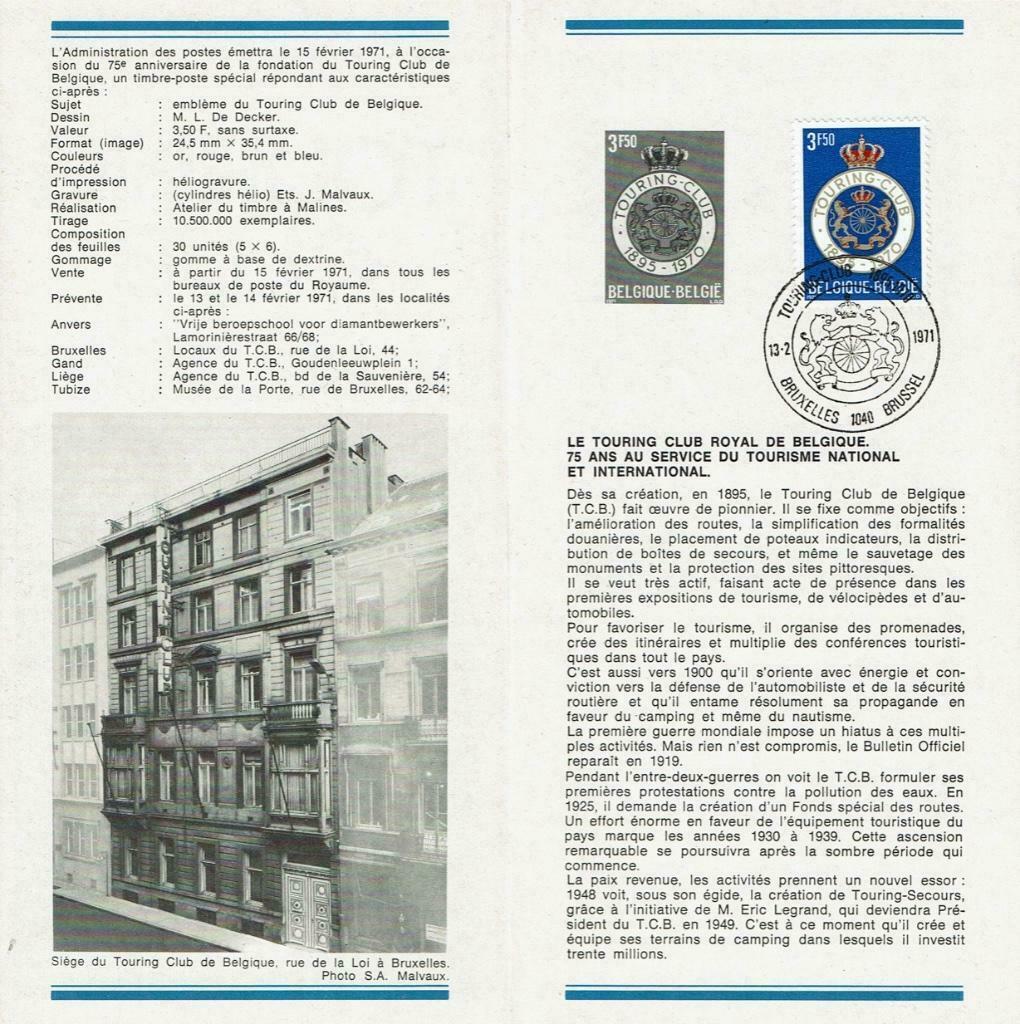 L'Administration des postes émettra le 15 février 1971, à l'occa-
sion du 75e anniversaire de la fondation du Touring Club de
Belgique, un timbre-poste spécial répondant aux caractéristiques
ci-après :
Sujet : emblème du Touring Club de Belgique.
Dessin : M. L. De Decker.
Valeur : 3,50 F, sans surtaxe.
Format (image) : 24,5 mm × 35,4 mm.
Couleurs : or, rouge, brun et bleu.
Procédé
d'impression : héliogravure.
Gravure : (cylindres hélio) Ets. J. Malvaux.
Réalisation : Atelier du timbre à Malines.
Tirage : 10.500.000 exemplaires.
Composition
des feuilles : 30 unités (5 × 6).
Gommage : gomme à base de dextrine.
Vente : à partir du 15 février 1971, dans tous les
bureaux de poste du Royaume.
Prévente : le 13 et le 14 février 1971, dans les localités
ci-après :
Anvers : "Vrije beroepschool voor diamantbewerkers",
Lamorinièrestraat 66/68;
Bruxelles : Locaux du T.C.B., rue de la Loi, 44;
Gand : Agence du T.C.B., Goudenleeuwplein 1;
Liège : Agence du T.C.B., bd de la Sauvenière, 54;
Tubize : Musée de la Porte, rue de Bruxelles, 62-64;
TOURING CLUB
Siège du Touring Club de Belgique, rue de la Loi à Bruxelles.
Photo S.A. Malvaux.
3F50
TOURING-CLUB
1895-1970
BELGIQUE-BELGIË
3F50
TOURING-CLUB
1895-1970
BELGIQUE-BELGIË
TOURING-CLUB 1895-1970
13-2
1971
BRUXELLES 1040 BRUSSEL
LE TOURING CLUB ROYAL DE BELGIQUE.
75 ANS AU SERVICE DU TOURISME NATIONAL
ET INTERNATIONAL.
Dès sa création, en 1895, le Touring Club de Belgique
(T.C.B.) fait œuvre de pionnier. Il se fixe comme objectifs :
l'amélioration des routes, la simplification des formalités
douanières, le placement de poteaux indicateurs, la distri-
bution de boîtes de secours, et même le sauvetage des
monuments et la protection des sites pittoresques.
Il se veut très actif, faisant acte de présence dans les
premières expositions de tourisme, de vélocipèdes et d'au-
tomobiles.
Pour favoriser le tourisme, il organise des promenades,
crée des itinéraires et multiplie des conférences touristi-
ques dans tout le pays.
C'est aussi vers 1900 qu'il s'oriente avec énergie et con-
viction vers la défense de l'automobiliste et de la sécurité
routière et qu'il entame résolument sa propagande en
faveur du camping et même du nautisme.
La première guerre mondiale impose un hiatus à ces multi-
ples activités. Mais rien n'est compromis, le Bulletin Officiel
reparaît en 1919.
Pendant l'entre-deux-guerres on voit le T.C.B. formuler ses
premières protestations contre la pollution des eaux. En
1925, il demande la création d'un Fonds spécial des routes.
Un effort énorme en faveur de l'équipement touristique du
pays marque les années 1930 à 1939. Cette ascension
remarquable se poursuivra après la sombre période qui
commence.
La paix revenue, les activités prennent un nouvel essor :
1948 voit, sous son égide, la création de Touring-Secours,
grâce à l'initiative de M. Eric Legrand, qui deviendra Pré-
sident du T.C.B. en 1949. C'est à ce moment qu'il crée et
équipe ses terrains de camping dans lesquels il investit
trente millions.